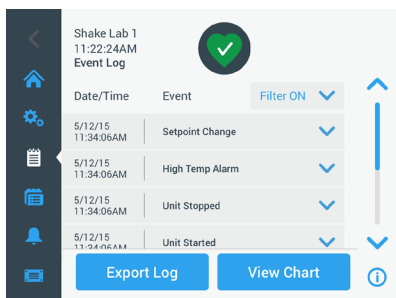 Shake Lab 1
11:22:24AM
Event Log
Date/Time Event Filter ON
5/12/15
11:34:06AM
Setpoint Change
5/12/15
11:34:06AM
High Temp Alarm
5/12/15
11:34:06AM
Unit Stopped
5/12/15
11:34:06AM
Unit Started
Export Log View Chart